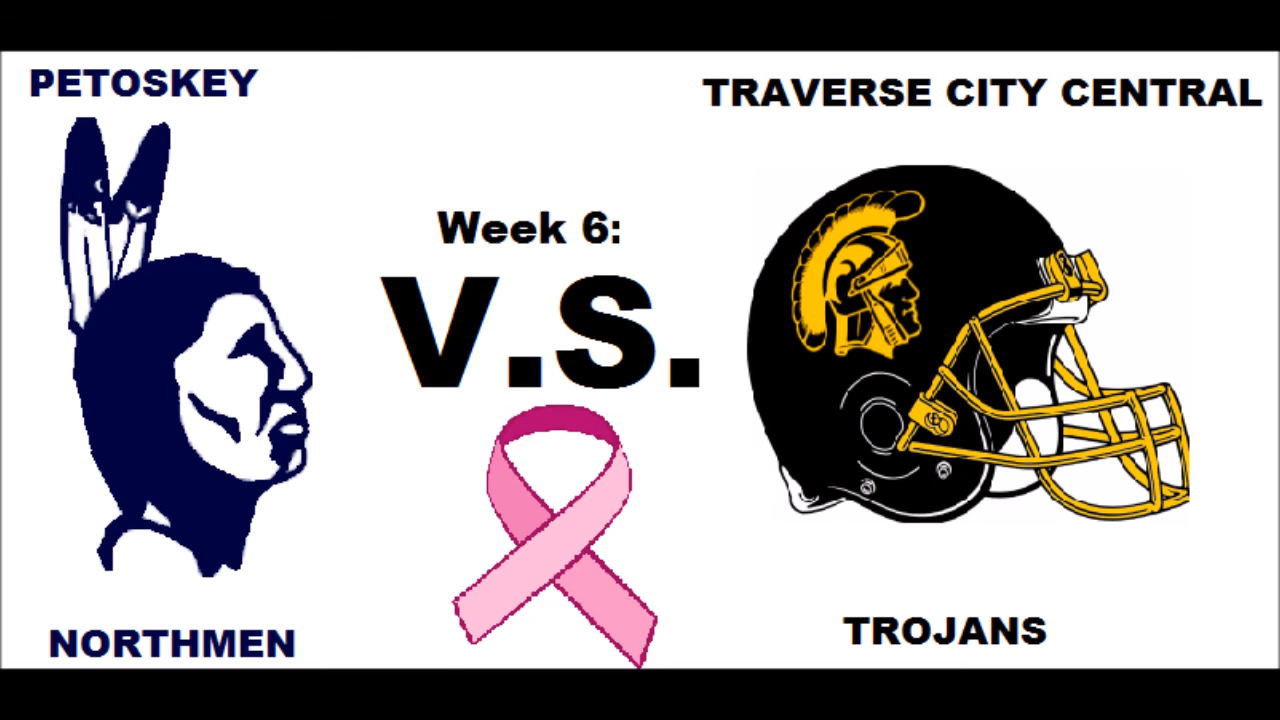 PETOSKEY
TRAVERSE CITY CENTRAL
Week 6:
V.S.
NORTHMEN
TROJANS